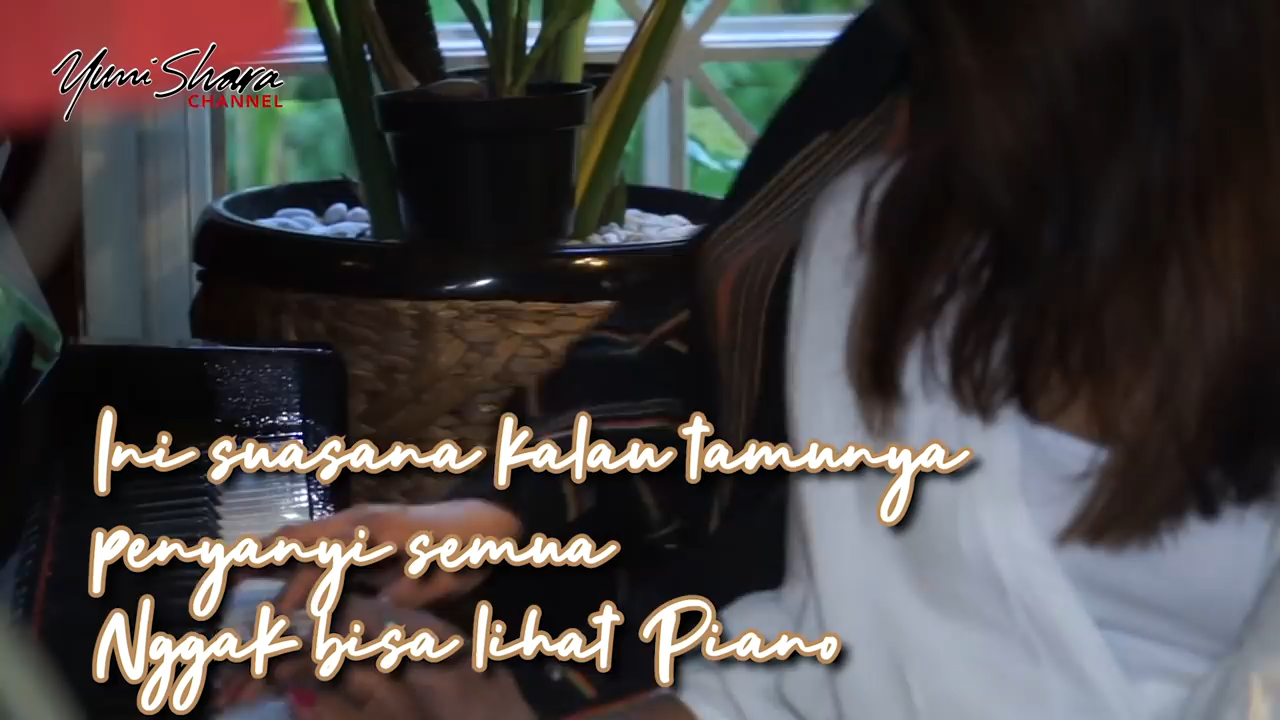 Yuni Shara
CHANNEL
Ini suasana kalau tamunya
penyanyi semua
Nggak bisa lihat Piano